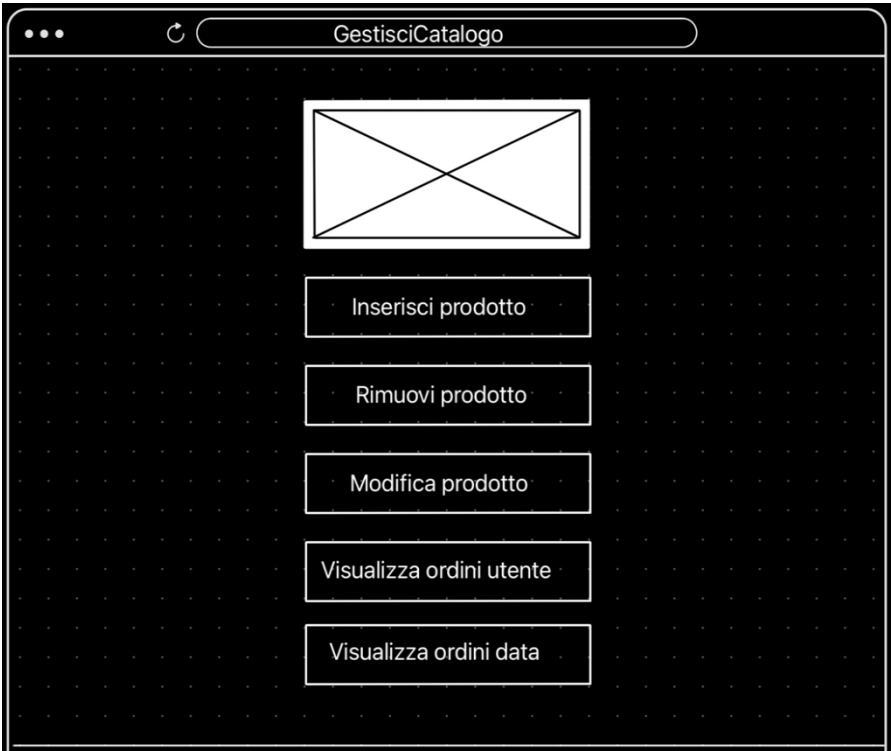 GestisciCatalogo
Inserisci prodotto
Rimuovi prodotto
Modifica prodotto
Visualizza ordini utente
Visualizza ordini data